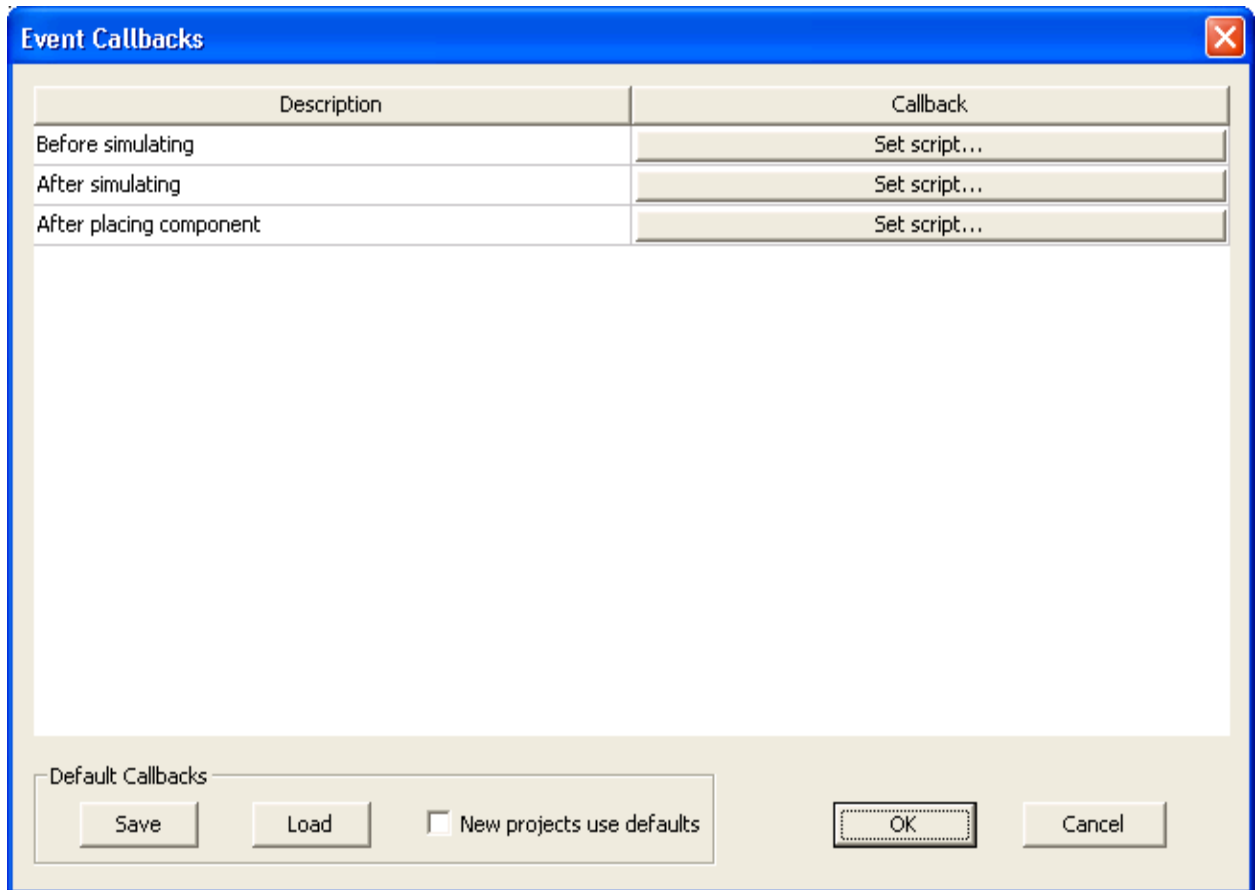 Event Callbacks
Description Callback
Before simulating Set script...
After simulating Set script...
After placing component Set script...
Default Callbacks
Save Load New projects use defaults OK Cancel